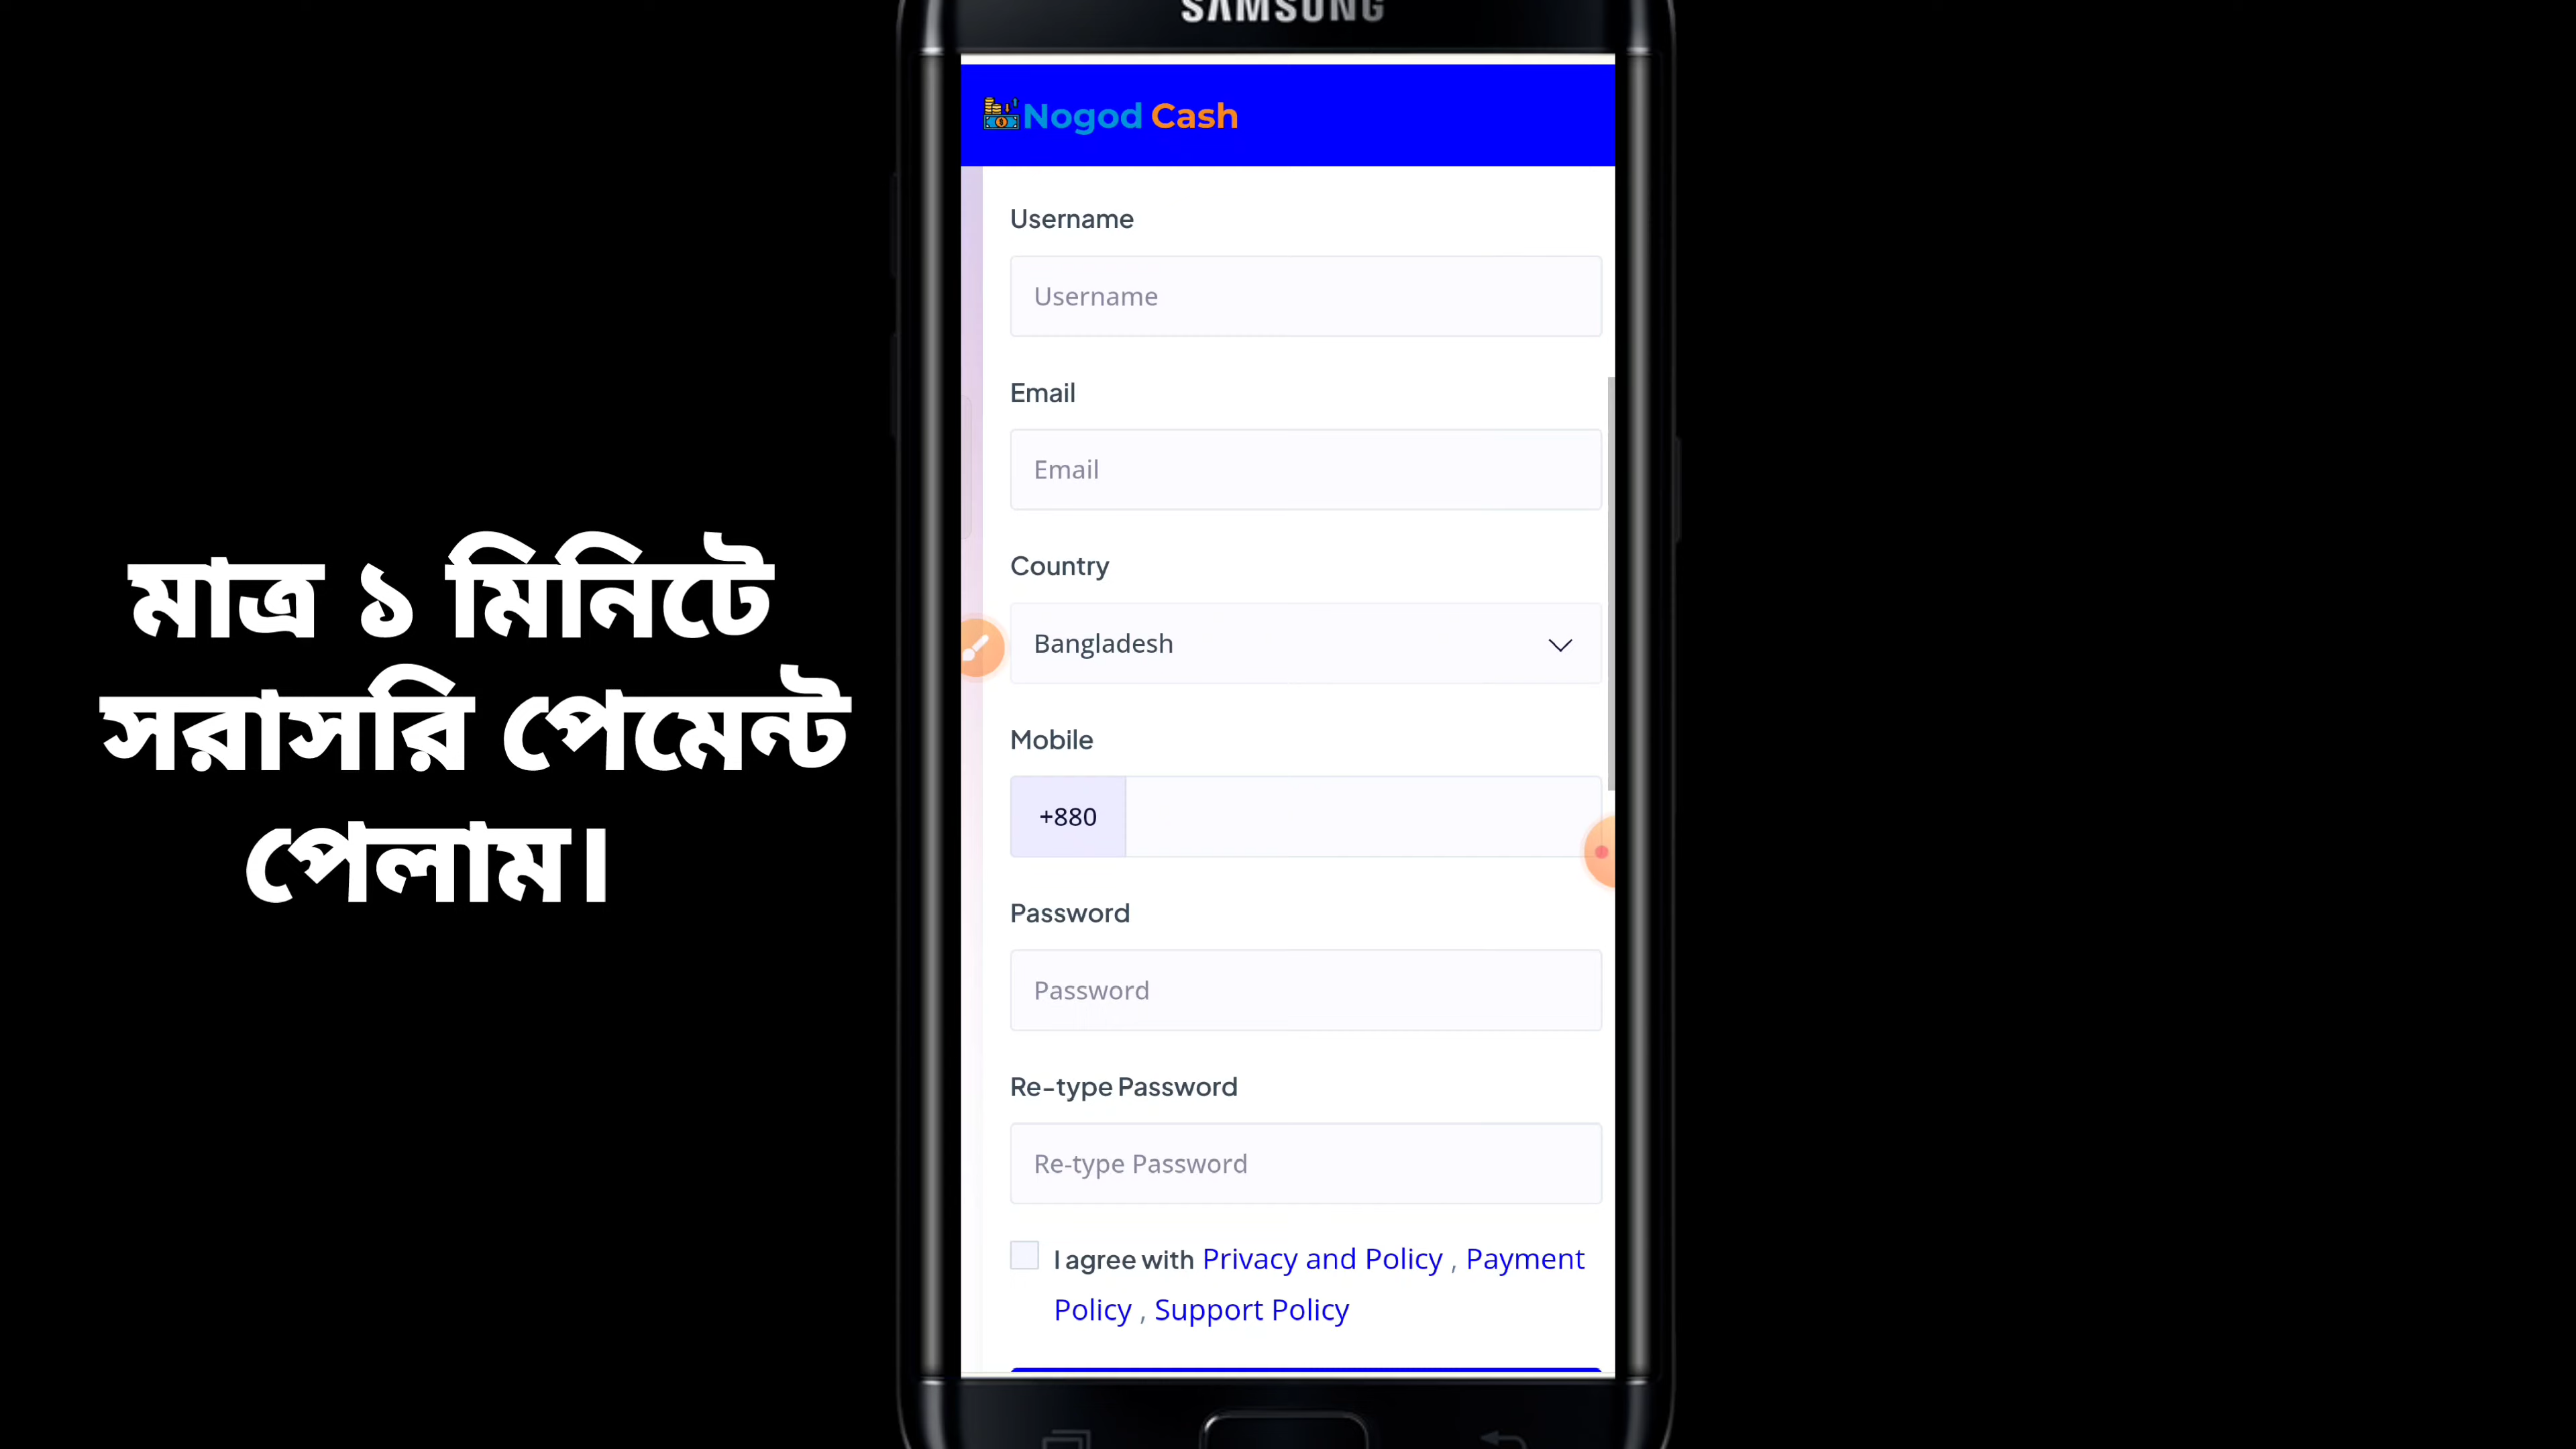 SAMSUNG
Nogod Cash
Username
Username
Email
Email
Country
Bangladesh
Mobile
+880
Password
Password
Re-type Password
Re-type Password
I agree with Privacy and Policy , Payment
Policy , Support Policy
মাত্র ১ মিনিটে
সরাসরি পেমেন্ট
পেলাম।